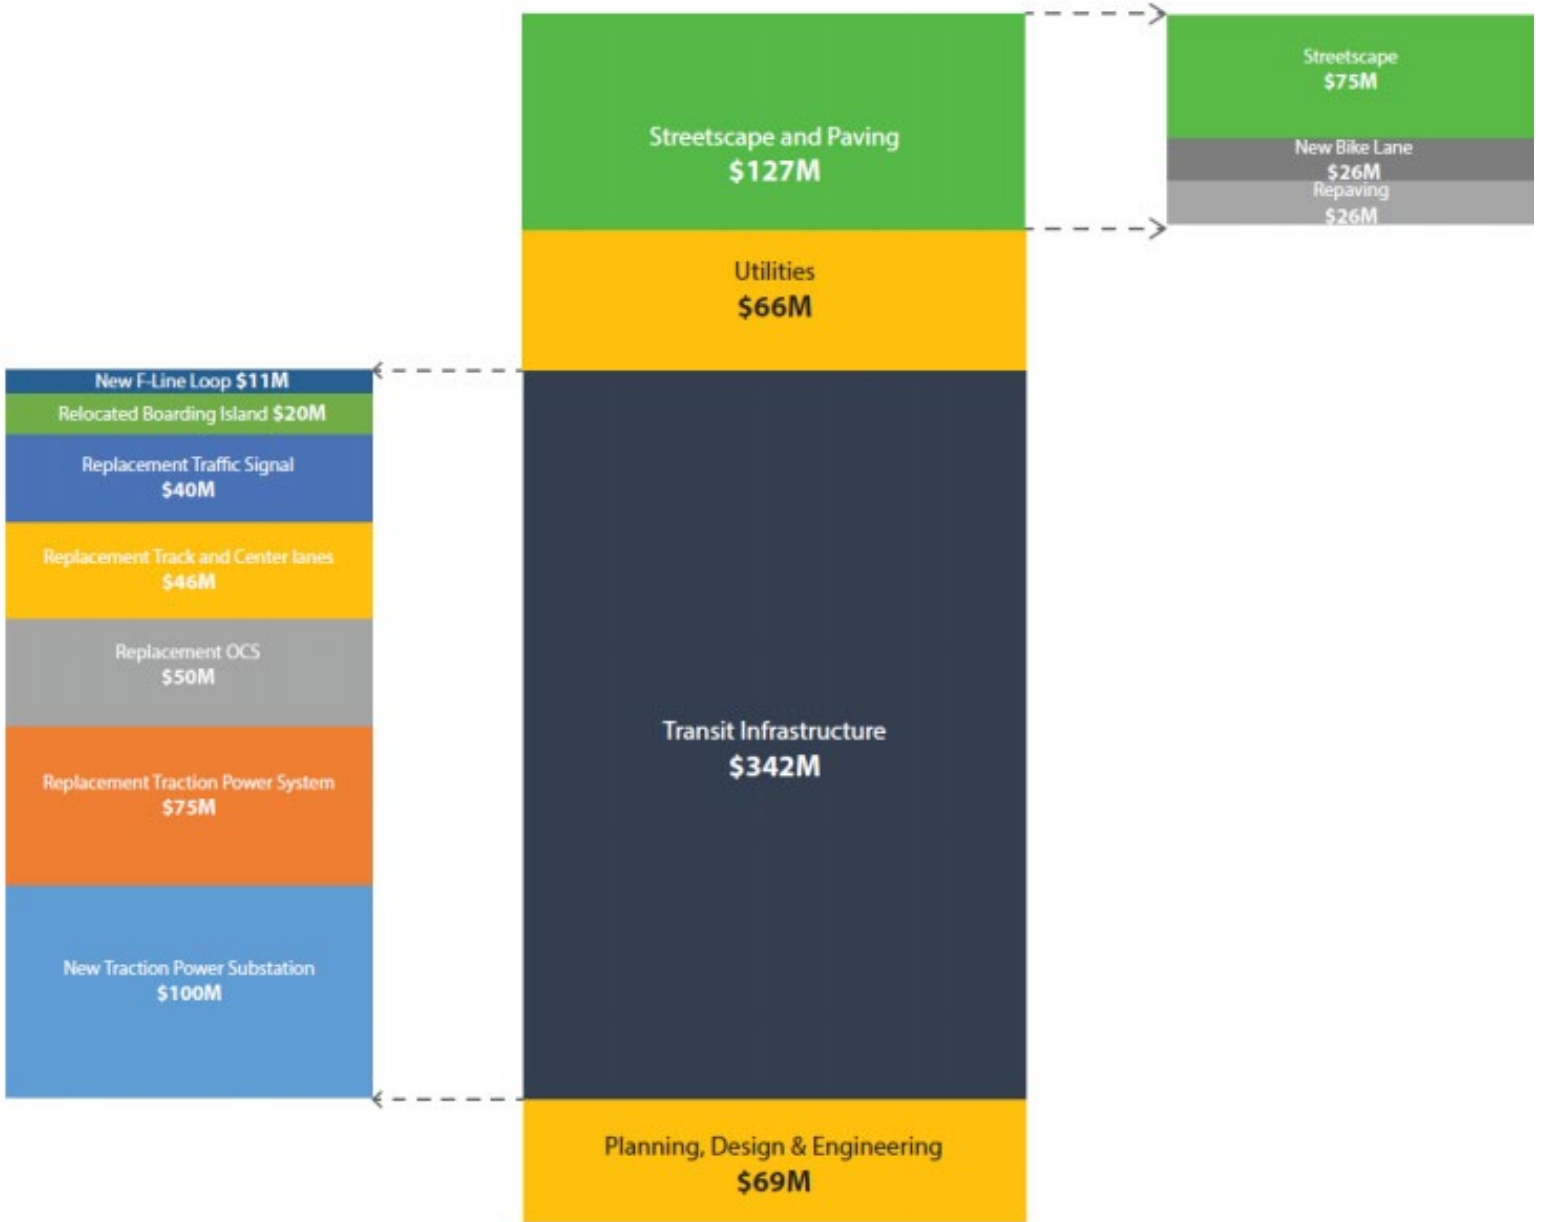 Streetscape and Paving
$127M
Utilities
$66M
Transit Infrastructure
$342M
Planning, Design & Engineering
$69M
Streetscape
$75M
New Bike Lane
$26M
Repaving
$26M
New F-Line Loop $11M
Relocated Boarding Island $20M
Replacement Traffic Signal
$40M
Replacement Track and Center lanes
$46M
Replacement OCS
$50M
Replacement Traction Power System
$75M
New Traction Power Substation
$100M